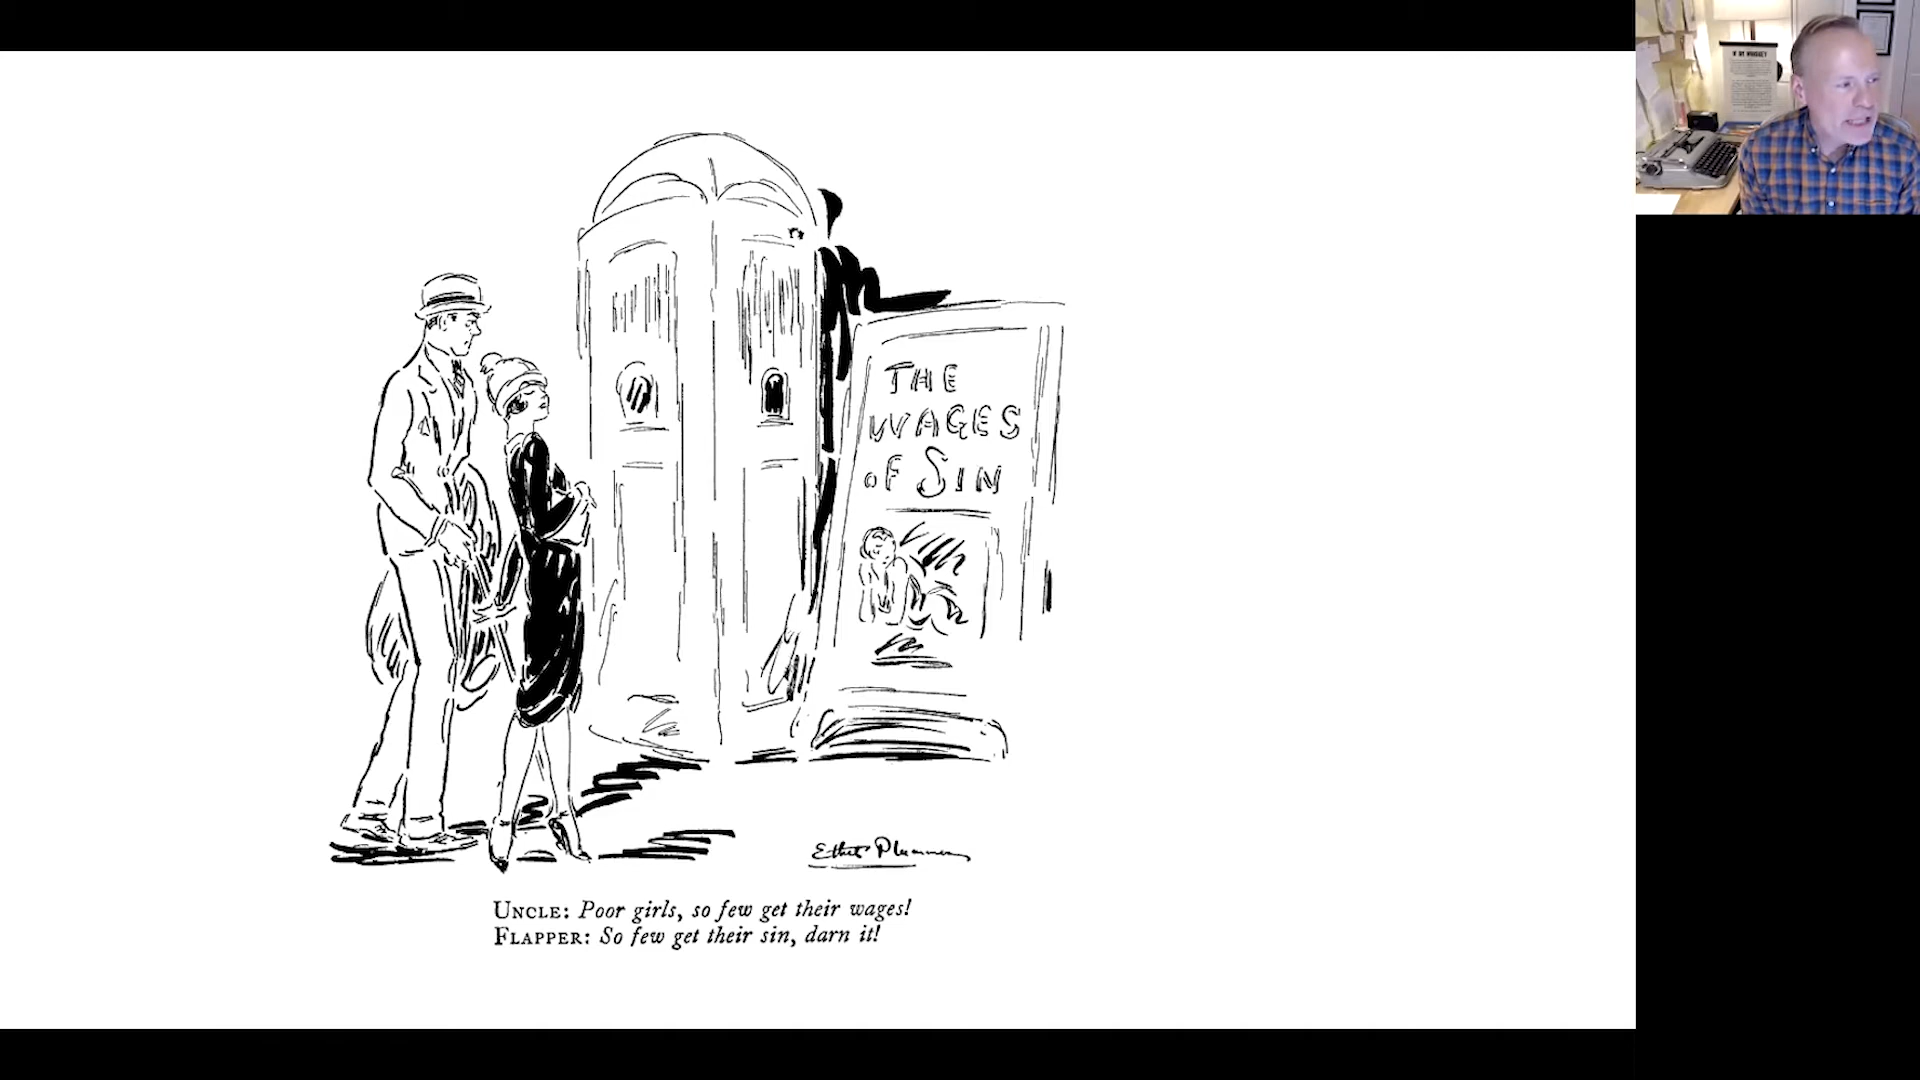 THE
WAGES
OF SIN
Ethel Plummer
UNCLE: Poor girls, so few get their wages!
FLAPPER: So few get their sin, darn it!